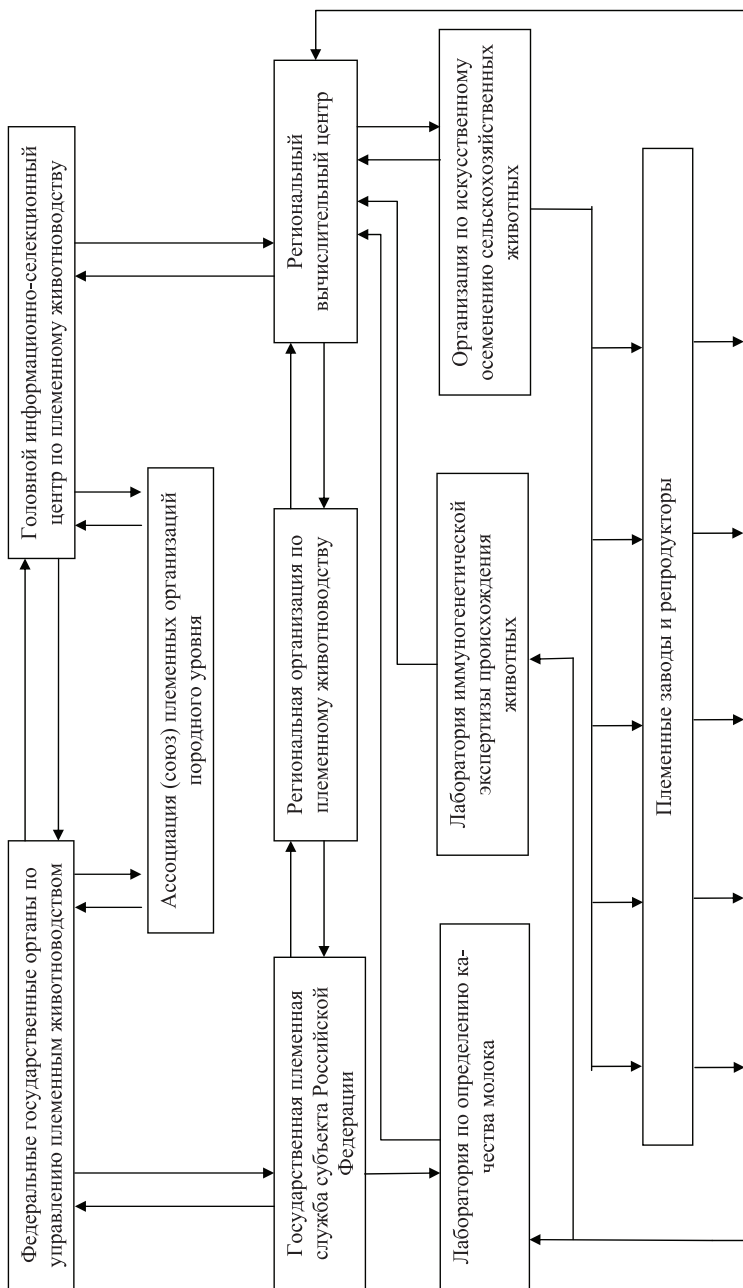 Федеральные государственные органы по
управлению племенным животноводством
Головной информационно-селекционный
центр по племенному животноводству
Ассоциация (союз) племенных организаций
породного уровня
Государственная племенная
служба субъекта Российской
Федерации
Региональная организация по
племенному животноводству
Региональный
вычислительный центр
Лаборатория по определению ка-
чества молока
Лаборатория иммуногенетической
экспертизы происхождения
животных
Организация по искусственному
осеменению сельскохозяйственных
животных
Племенные заводы и репродукторы